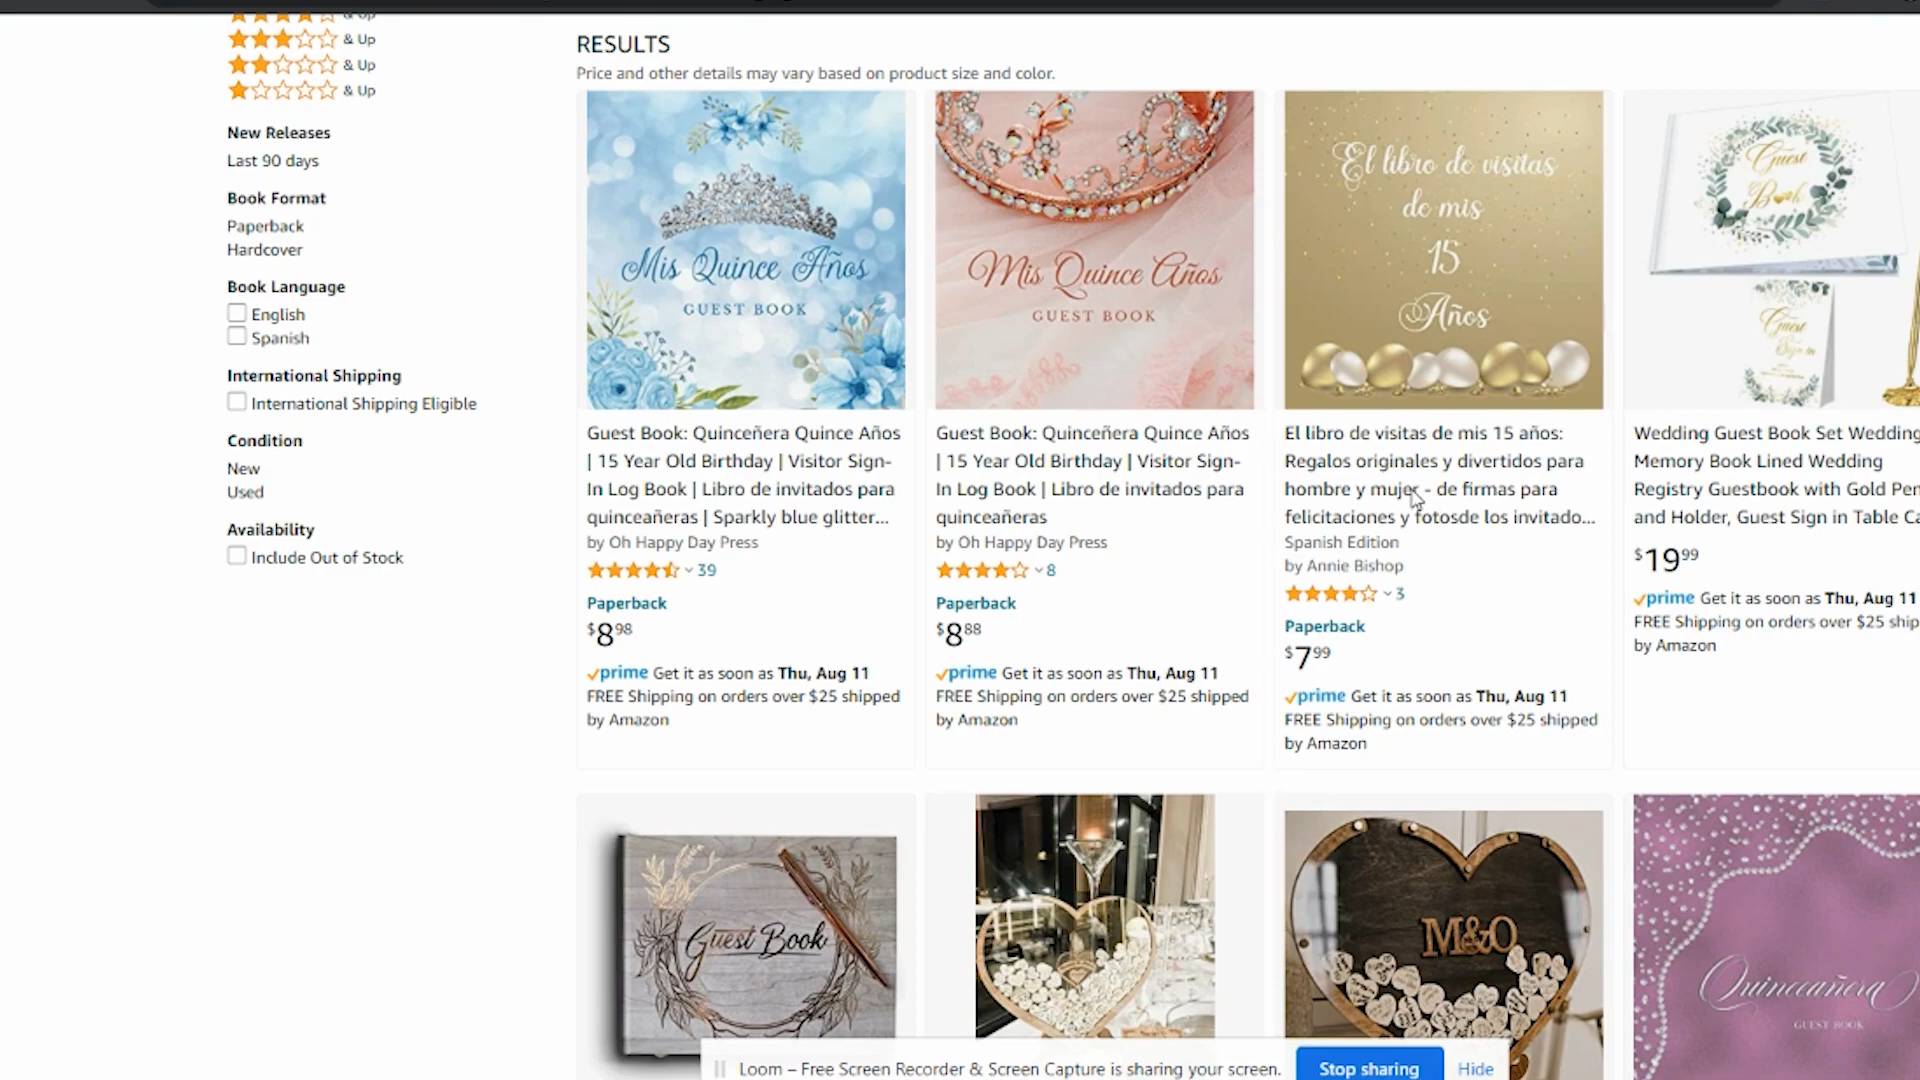 & Up
& Up
& Up
& Up
New Releases
Last 90 days
Book Format
Paperback
Hardcover
Book Language
English
Spanish
International Shipping
International Shipping Eligible
Condition
New
Used
Availability
Include Out of Stock
RESULTS
Price and other details may vary based on product size and color.
Mis Quince Años
GUEST BOOK
Guest Book: Quinceñera Quince Años
| 15 Year Old Birthday | Visitor Sign-
In Log Book | Libro de invitados para
quinceañeras | Sparkly blue glitter...
by Oh Happy Day Press
39
Paperback
$8 98
prime Get it as soon as Thu, Aug 11
FREE Shipping on orders over $25 shipped
by Amazon
Mis Quince Años
GUEST BOOK
Guest Book: Quinceñera Quince Años
| 15 Year Old Birthday | Visitor Sign-
In Log Book | Libro de invitados para
quinceañeras
by Oh Happy Day Press
8
Paperback
$8 88
prime Get it as soon as Thu, Aug 11
FREE Shipping on orders over $25 shipped
by Amazon
El libro de visitas
de mis
15
Años
El libro de visitas de mis 15 años:
Regalos originales y divertidos para
hombre y mujer - de firmas para
felicitaciones y fotosde los invitado...
Spanish Edition
by Annie Bishop
3
Paperback
$7 99
prime Get it as soon as Thu, Aug 11
FREE Shipping on orders over $25 shipped
by Amazon
Guest
Book
Guest
Sign in
Wedding Guest Book Set Wedding
Memory Book Lined Wedding
Registry Guestbook with Gold Pen
and Holder, Guest Sign in Table Ca
$19 99
prime Get it as soon as Thu, Aug 11
FREE Shipping on orders over $25 ship
by Amazon
Guest Book
M&O
Quinceañera
GUEST BOOK
Loom – Free Screen Recorder & Screen Capture is sharing your screen.
Stop sharing
Hide